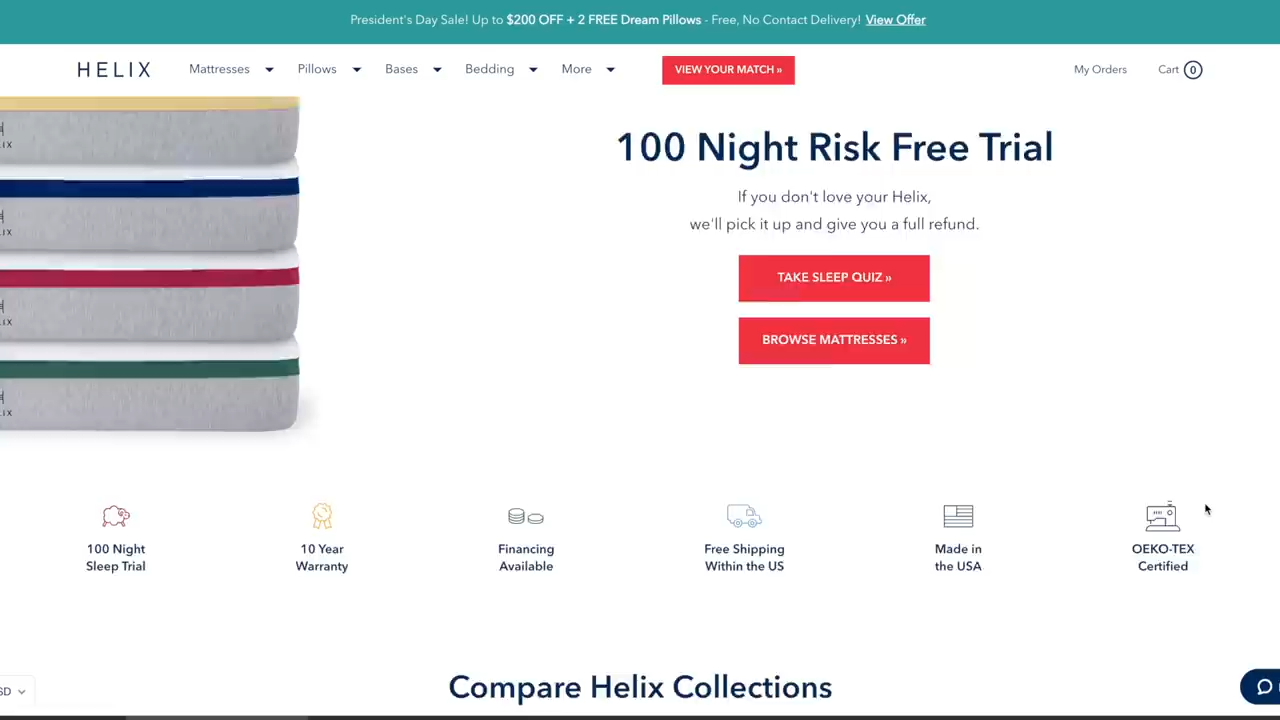 President's Day Sale! Up to $200 OFF + 2 FREE Dream Pillows - Free, No Contact Delivery! View Offer
HELIX
Mattresses
Pillows
Bases
Bedding
More
VIEW YOUR MATCH »
My Orders
Cart 0
100 Night Risk Free Trial
If you don't love your Helix,
we'll pick it up and give you a full refund.
TAKE SLEEP QUIZ »
BROWSE MATTRESSES »
100 Night
Sleep Trial
10 Year
Warranty
Financing
Available
Free Shipping
Within the US
Made in
the USA
OEKO-TEX
Certified
Compare Helix Collections